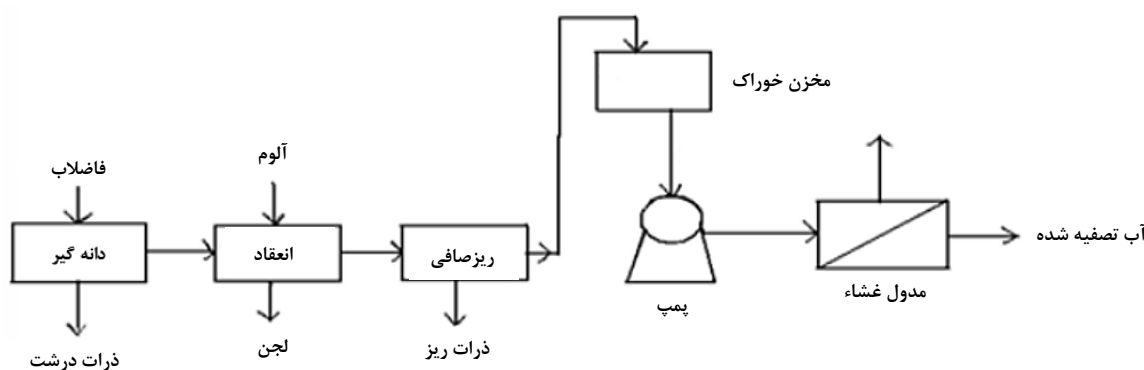 مخزن خوراک
آلوم
فاضلاب
دانه گیر
انعقاد
ریزصافی
آب تصفیه شده
مدول غشاء
پمپ
ذرات ریز
لجن
ذرات درشت